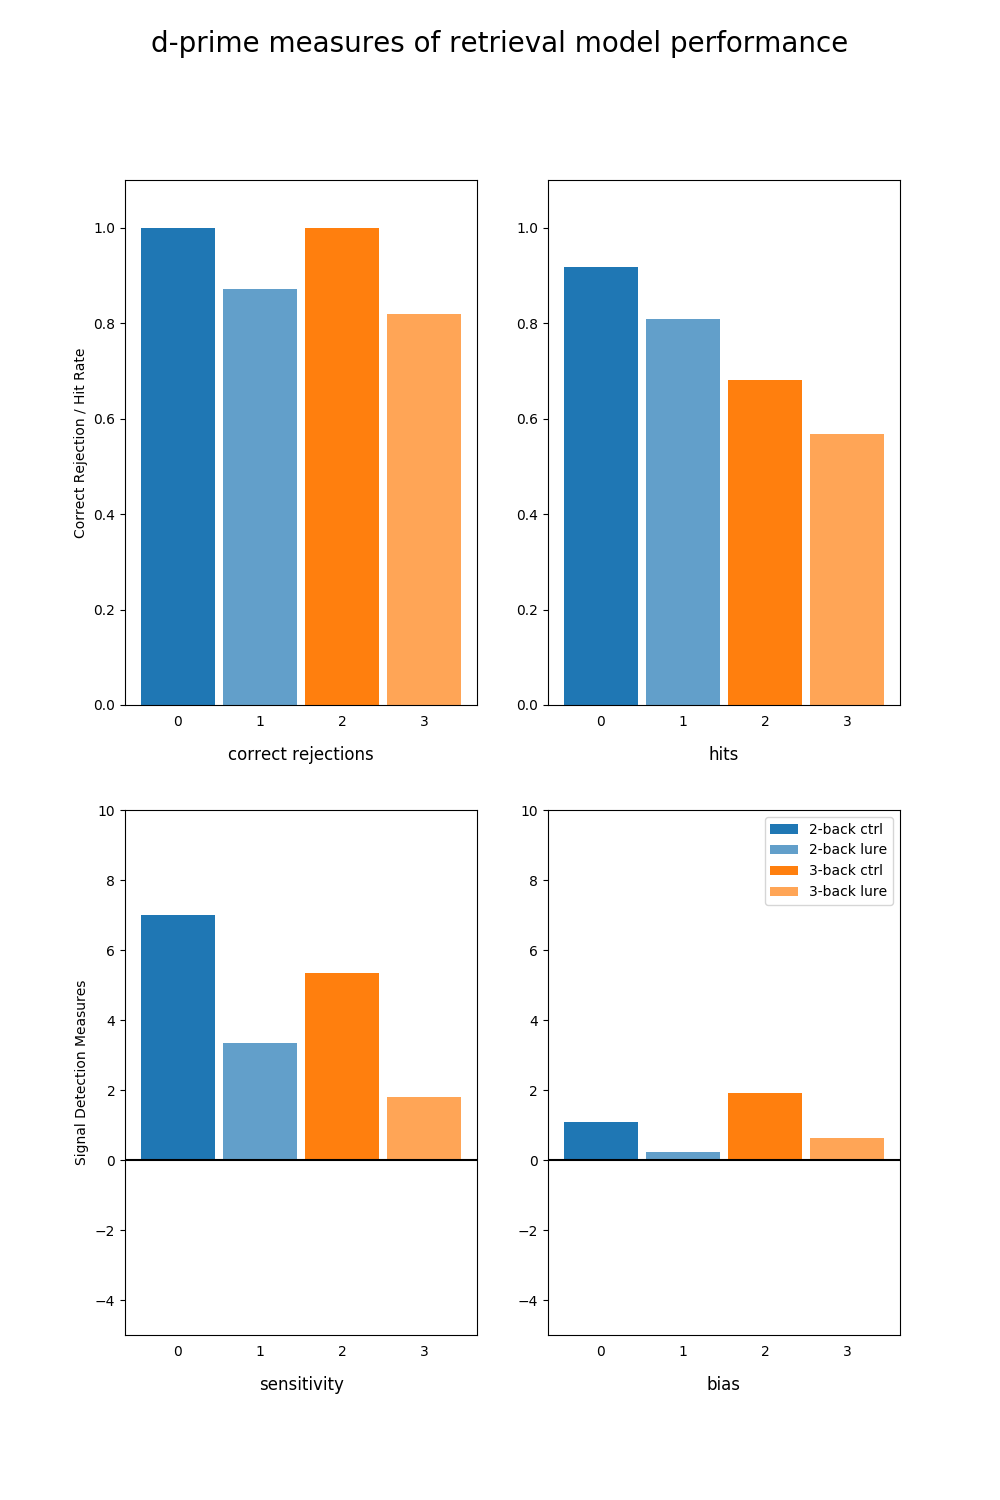 d-prime measures of retrieval model performance
Correct Rejection / Hit Rate
1.0
0.8
0.6
0.4
0.2
0.0
0 1 2 3
correct rejections
1.0
0.8
0.6
0.4
0.2
0.0
0 1 2 3
hits
Signal Detection Measures
10
8
6
4
2
0
−2
−4
0 1 2 3
sensitivity
10
8
6
4
2
0
−2
−4
2-back ctrl
2-back lure
3-back ctrl
3-back lure
0 1 2 3
bias